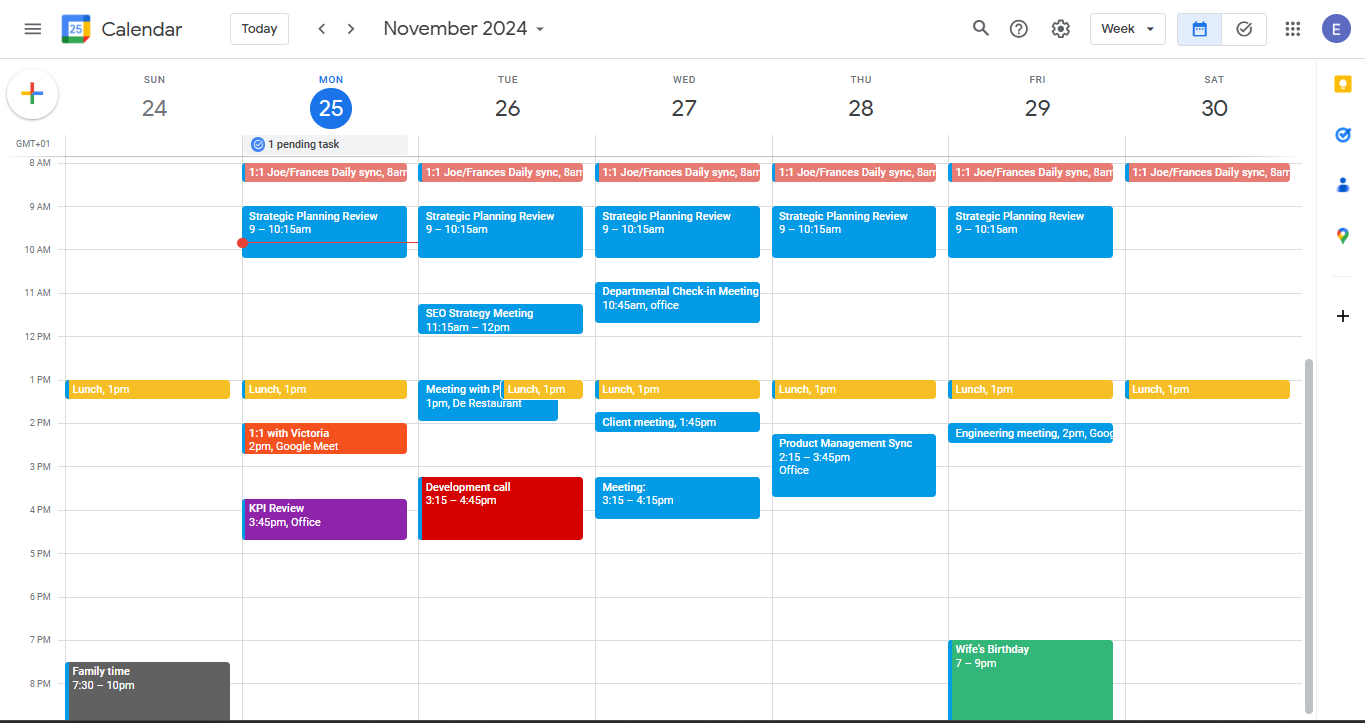 25 Calendar Today November 2024 Week E
SUN MON TUE WED THU FRI SAT
24 25 26 27 28 29 30
GMT+01 1 pending task
8 AM 1:1 Joe/Frances Daily sync, 8am 1:1 Joe/Frances Daily sync, 8am 1:1 Joe/Frances Daily sync, 8am 1:1 Joe/Frances Daily sync, 8am 1:1 Joe/Frances Daily sync, 8am 1:1 Joe/Frances Daily sync, 8am
9 AM
Strategic Planning Review Strategic Planning Review Strategic Planning Review Strategic Planning Review Strategic Planning Review
9 – 10:15am 9 – 10:15am 9 – 10:15am 9 – 10:15am 9 – 10:15am
10 AM
11 AM Departmental Check-in Meeting
10:45am, office
SEO Strategy Meeting
11:15am – 12pm
12 PM
1 PM
Lunch, 1pm Lunch, 1pm Meeting with P Lunch, 1pm Lunch, 1pm Lunch, 1pm Lunch, 1pm Lunch, 1pm
1pm, De Restaurant
2 PM Client meeting, 1:45pm
1:1 with Victoria Engineering meeting, 2pm, Goog
2pm, Google Meet Product Management Sync
2:15 – 3:45pm
3 PM Office
Development call Meeting:
3:15 – 4:45pm 3:15 – 4:15pm
4 PM KPI Review
3:45pm, Office
5 PM
6 PM
7 PM
Wife's Birthday
7 – 9pm
Family time
7:30 – 10pm
8 PM